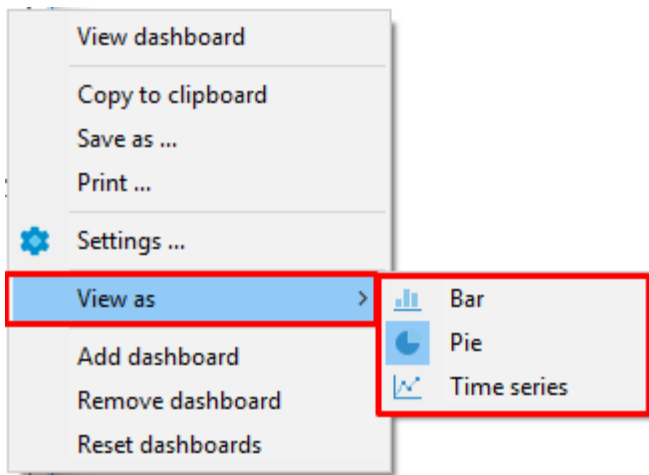 View dashboard
Copy to clipboard
Save as ...
Print ...
Settings ...
View as
Bar
Pie
Time series
Add dashboard
Remove dashboard
Reset dashboards